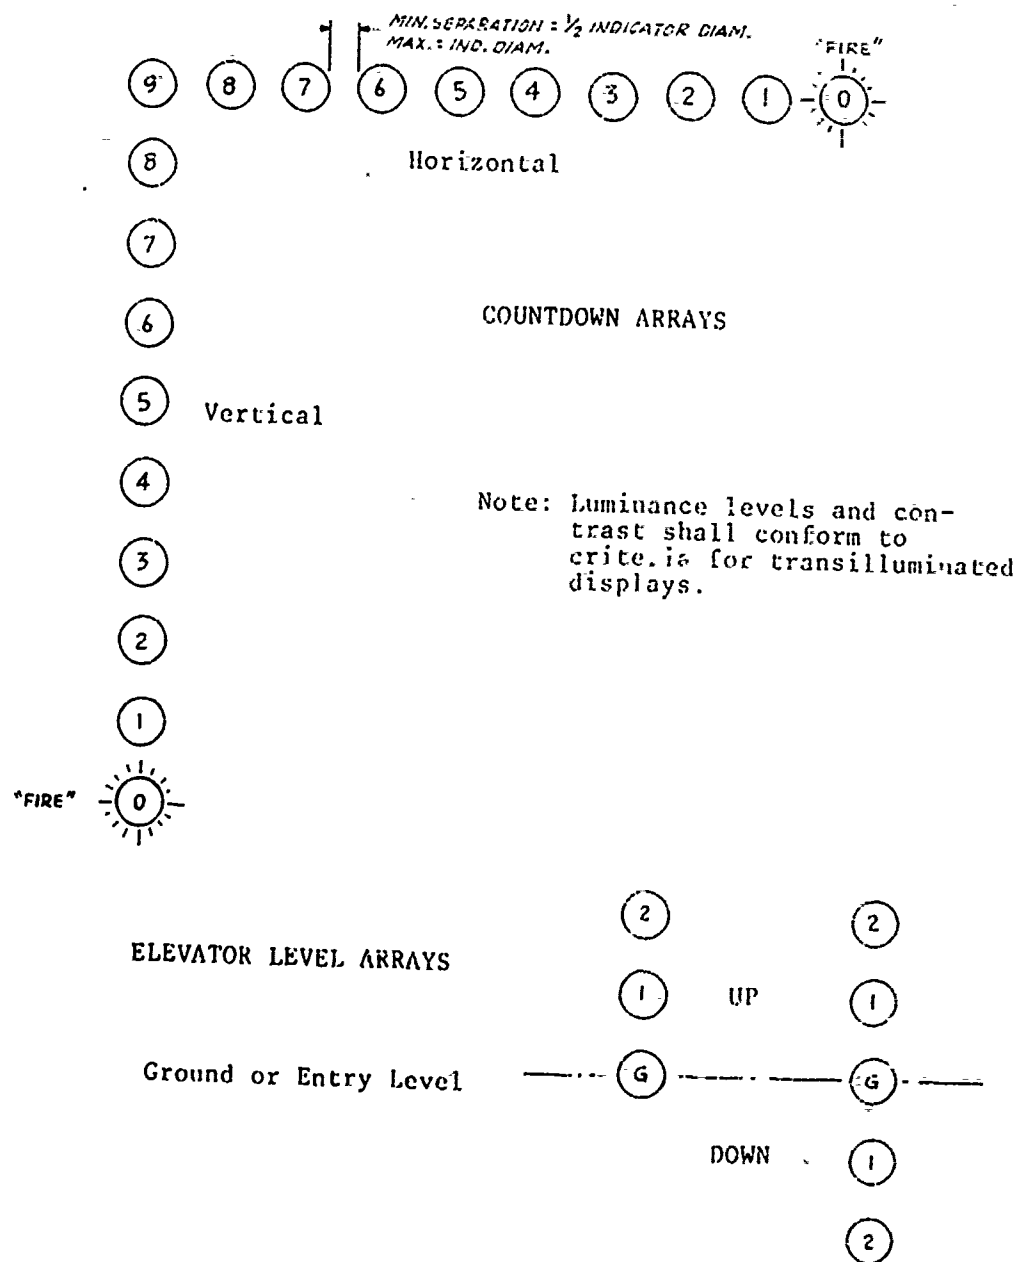 MIN. SEPARATION = ½ INDICATOR DIAM.
MAX. = IND. DIAM.
"FIRE"
9 8 7 6 5 4 3 2 1 0
Horizontal
8
7
6
COUNTDOWN ARRAYS
5
Vertical
4
Note: Luminance levels and con-
trast shall conform to
crite.ia for transilluminated
displays.
3
2
1
"FIRE" 0
2 2
ELEVATOR LEVEL ARRAYS
1 UP 1
Ground or Entry Level G G
DOWN 1
2